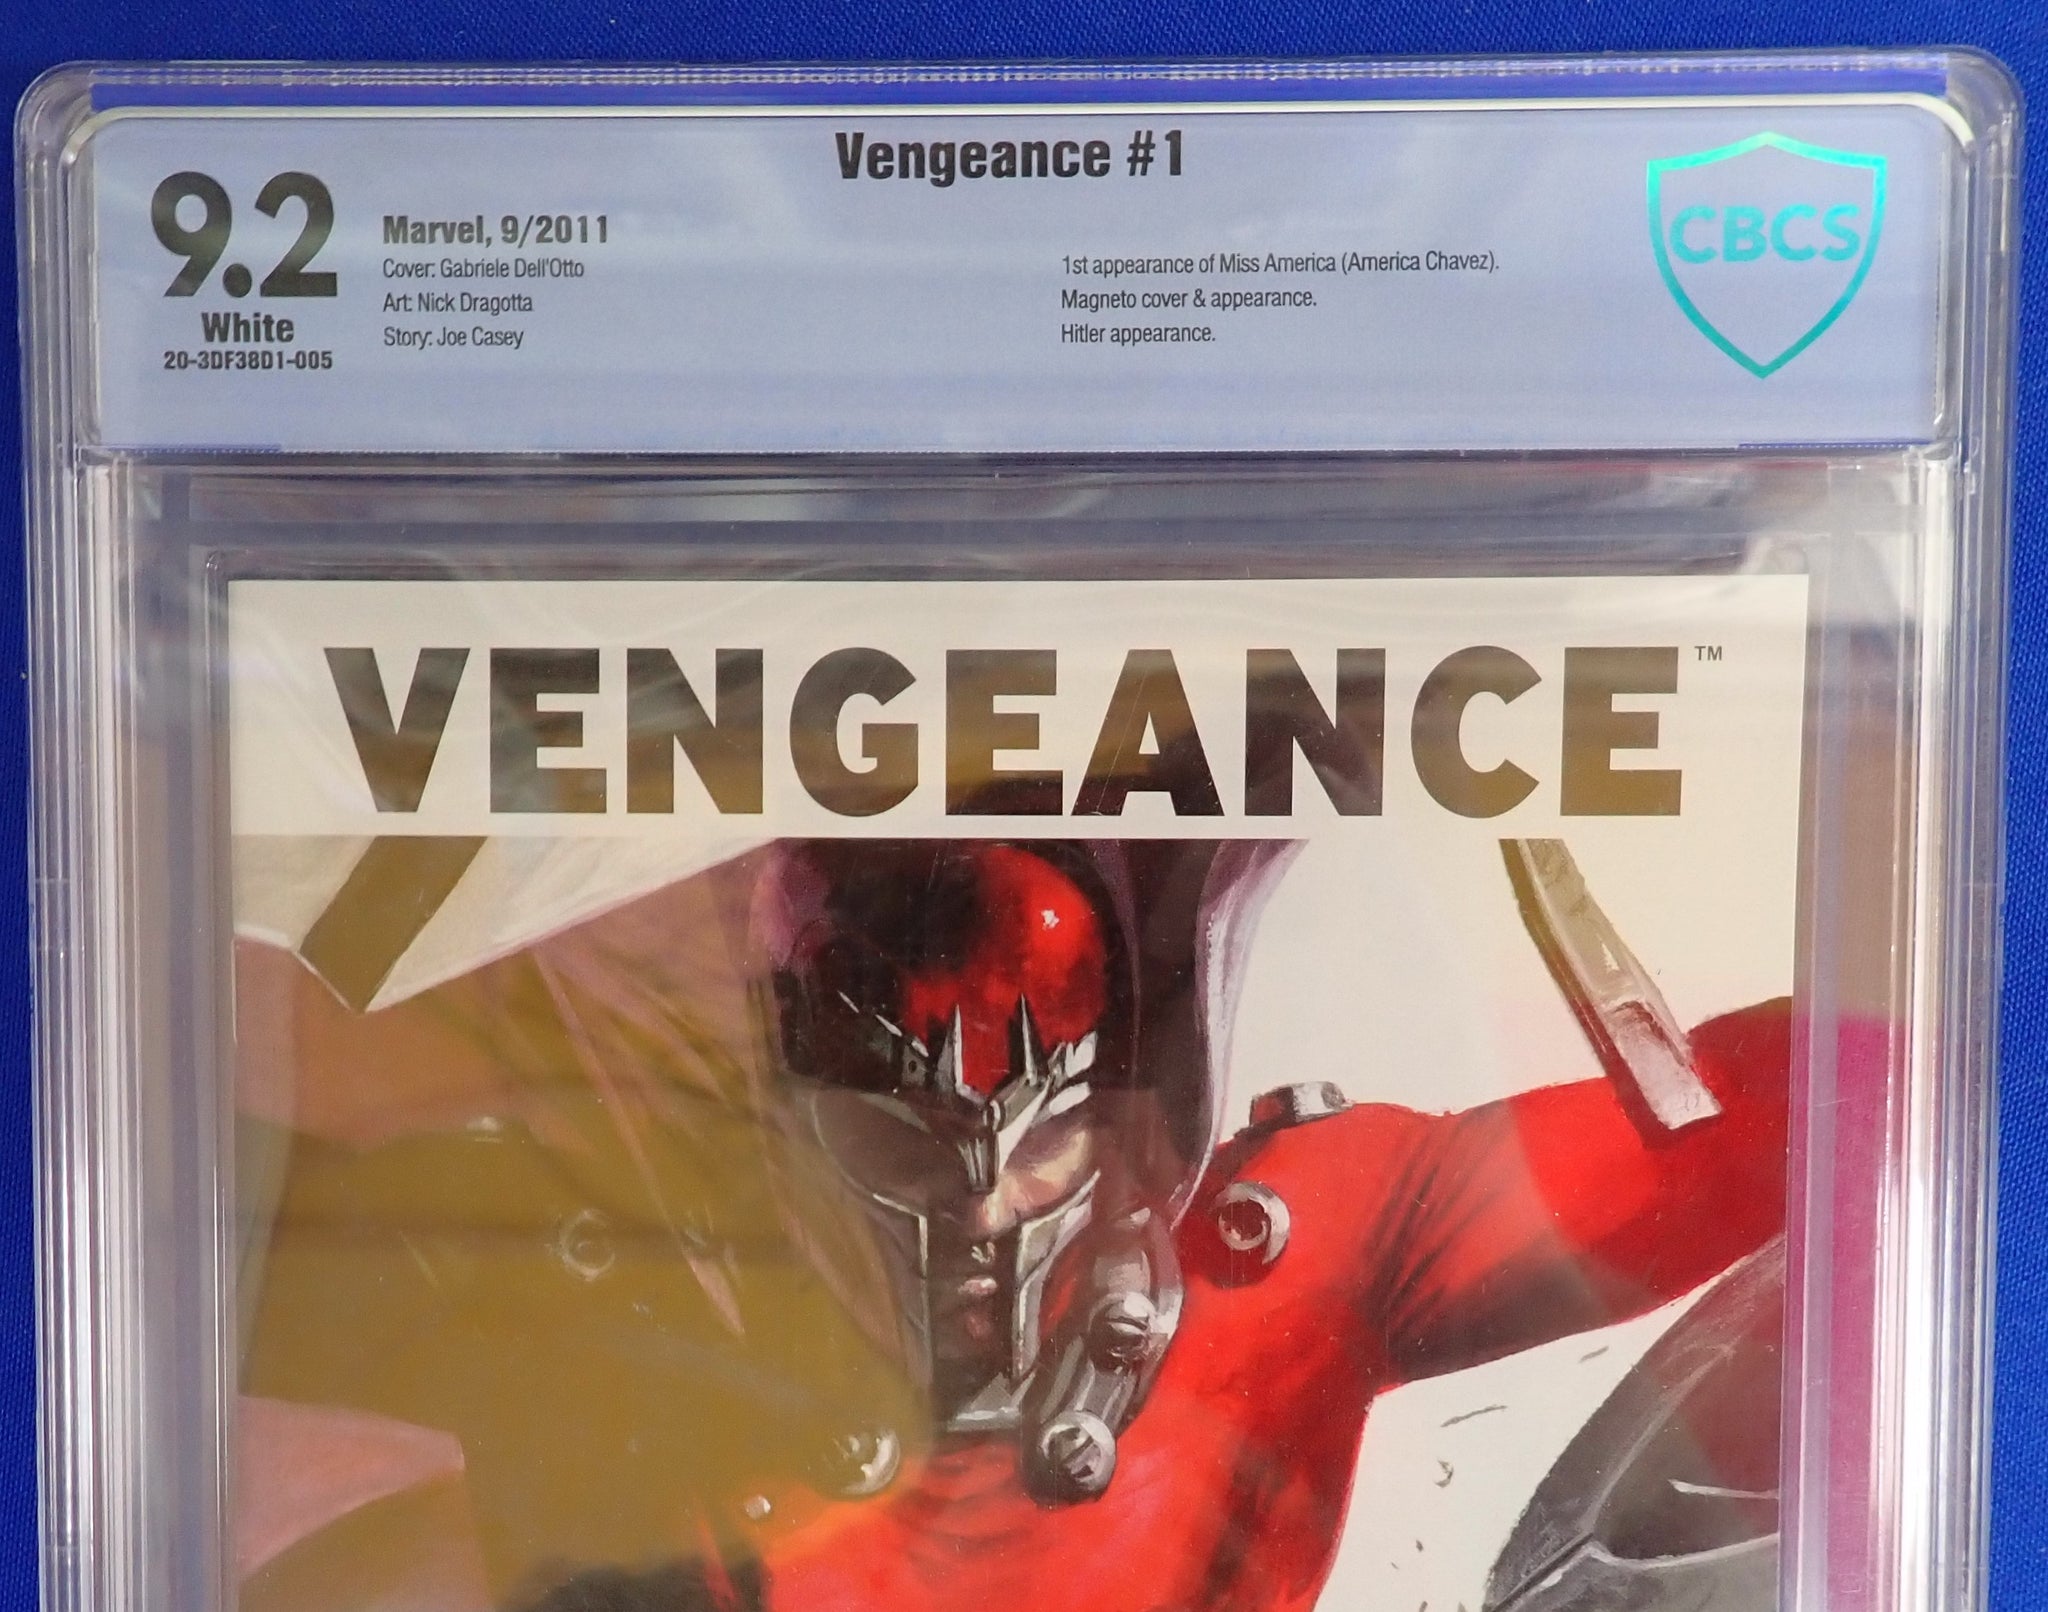 Vengeance #1
9.2
White
20-3DF38D1-005
Marvel, 9/2011
Cover: Gabriele Dell'Otto
Art: Nick Dragotta
Story: Joe Casey
1st appearance of Miss America (America Chavez).
Magneto cover & appearance.
Hitler appearance.
CBCS
VENGEANCE™